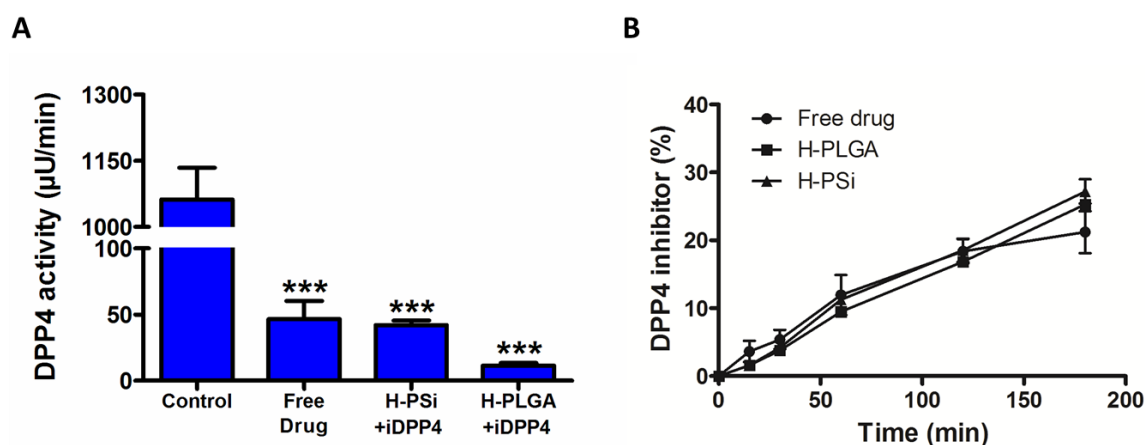 A
DPP4 activity (µU/min)
1300
1150
1000
100
50
0
***
***
***
Control
Free
Drug
H-PSi
+iDPP4
H-PLGA
+iDPP4
B
DPP4 inhibitor (%)
40
30
20
10
0
Free drug
H-PLGA
H-PSi
0
50
100
150
200
Time (min)